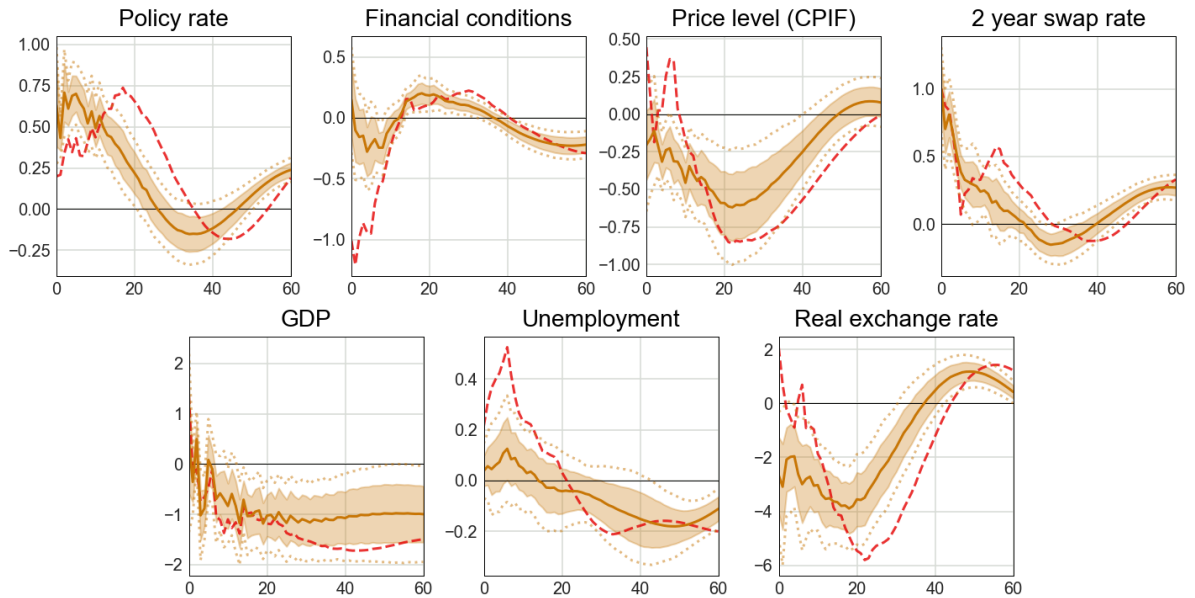 Policy rate
1.00
0.75
0.50
0.25
0.00
−0.25
0 20 40 60
Financial conditions
0.5
0.0
−0.5
−1.0
0 20 40 60
Price level (CPIF)
0.50
0.25
0.00
−0.25
−0.50
−0.75
−1.00
0 20 40 60
2 year swap rate
1.0
0.5
0.0
0 20 40 60
GDP
2
1
0
−1
−2
0 20 40 60
Unemployment
0.4
0.2
0.0
−0.2
0 20 40 60
Real exchange rate
2
0
−2
−4
−6
0 20 40 60